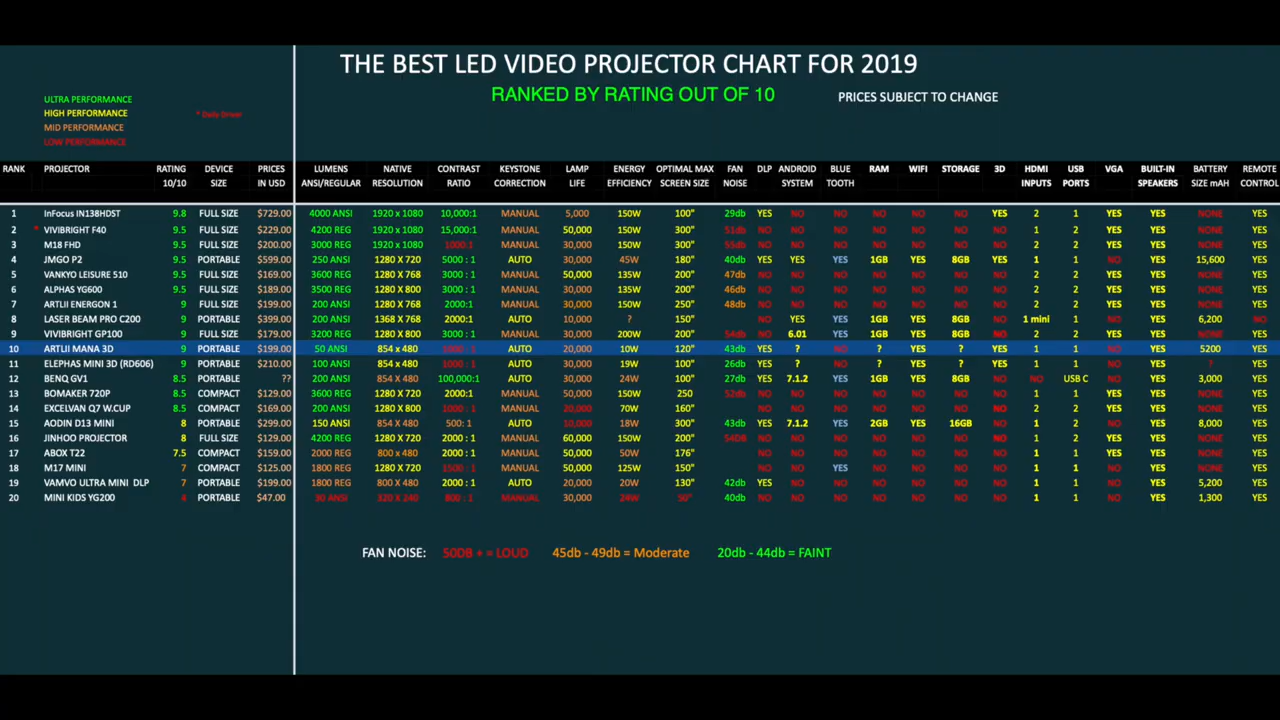 THE BEST LED VIDEO PROJECTOR CHART FOR 2019
RANKED BY RATING OUT OF 10
PRICES SUBJECT TO CHANGE
ULTRA PERFORMANCE
HIGH PERFORMANCE
* Daily Driver
MID PERFORMANCE
LOW PERFORMANCE
RANK PROJECTOR RATING DEVICE PRICES LUMENS NATIVE CONTRAST KEYSTONE LAMP ENERGY OPTIMAL MAX FAN DLP ANDROID BLUE RAM WIFI STORAGE 3D HDMI USB VGA BUILT-IN BATTERY REMOTE
10/10 SIZE IN USD ANSI/REGULAR RESOLUTION RATIO CORRECTION LIFE EFFICIENCY SCREEN SIZE NOISE SYSTEM TOOTH INPUTS PORTS SPEAKERS SIZE mAH CONTROL
1 InFocus IN138HDST 9.8 FULL SIZE $729.00 4000 ANSI 1920 x 1080 10,000:1 MANUAL 5,000 150W 100" 29db YES NO NO NO NO NO YES 2 1 YES YES NONE YES
2 * VIVIBRIGHT F40 9.5 FULL SIZE $229.00 4200 REG 1920 x 1080 15,000:1 MANUAL 50,000 150W 300" 51db NO NO NO NO NO NO NO 2 2 YES YES NONE YES
3 M18 FHD 9.5 FULL SIZE $200.00 3000 REG 1920 x 1080 1000:1 MANUAL 30,000 150W 300" 55db NO NO NO NO NO NO NO 2 2 YES YES NONE YES
4 JMGO P2 9.5 PORTABLE $599.00 250 ANSI 1280 X 720 5000 : 1 AUTO 30,000 45W 180" 40db YES YES YES 1GB YES 8GB YES 1 1 NO YES 15,600 YES
5 VANKYO LEISURE 510 9.5 FULL SIZE $169.00 3600 REG 1280 X 768 3000 : 1 MANUAL 50,000 135W 200" 47db NO NO NO NO NO NO NO 2 2 YES YES NONE YES
6 ALPHAS YG600 9.5 FULL SIZE $189.00 3500 REG 1280 X 800 3000 : 1 MANUAL 30,000 135W 200" 46db NO NO NO NO NO NO NO 2 2 YES YES NONE YES
7 ARTLII ENERGON 1 9 FULL SIZE $279.00 200 ANSI 1280 X 768 2000:1 MANUAL 30,000 150W 250" 48db NO NO NO NO NO NO NO 2 2 YES YES NONE YES
8 LASER BEAM PRO C200 9 PORTABLE $399.00 200 ANSI 1368 X 768 2000:1 AUTO 10,000 ? 150" NO YES YES 1GB YES 8GB NO 1 mini 1 NO YES 6,200 NO
9 VIVIBRIGHT GP100 9 FULL SIZE $179.00 3200 REG 1280 X 800 3000 : 1 MANUAL 200W 200" 54db NO 6.01 YES 1GB YES 8GB NO 2 2 YES YES NONE YES
10 ARTLII MANA 3D 9 PORTABLE $199.00 50 ANSI 854 x 480 AUTO 20,000 10W 120" 43db YES ? NO ? YES ? YES 1 2 NO YES 5200 YES
11 ELEPHAS MINI 3D (RD606) 9 PORTABLE $210.00 100 ANSI 854 x 480 1000 : 1 AUTO 30,000 19W 100" 26db YES NO NO NO NO NO YES 1 1 NO YES ? YES
12 BENQ GV1 8.5 PORTABLE ?? 200 ANSI 854 X 480 100,000:1 AUTO 30,000 24W 100" 27db YES 7.1.2 YES 1GB YES 8GB NO NO USB C NO YES 3,000 YES
13 BOMAKER 720P 8.5 COMPACT $129.00 3600 REG 1280 X 720 2000:1 MANUAL 50,000 150W 250 52db NO NO NO NO NO NO NO 1 2 YES YES NONE YES
14 EXCELVAN Q7 W.CUP 8.5 COMPACT $169.00 200 ANSI 1280 X 800 1000 : 1 MANUAL 20,000 70W 160" NO NO NO NO NO NO NO 2 2 YES YES NONE YES
15 AODIN D13 MINI 8 PORTABLE $299.00 150 ANSI 854 X 480 500: 1 AUTO 10,000 18W 300" 43db YES 7.1.2 YES 2GB YES 16GB NO 1 2 NO YES 8,000 YES
16 JINHOO PROJECTOR 8 FULL SIZE $129.00 4200 REG 1280 X 720 2000 : 1 MANUAL 60,000 150W 200" 54DB NO NO NO NO NO NO NO 1 2 YES YES NONE YES
17 ABOX T22 7.5 COMPACT $159.00 2000 REG 800 x 480 2000 : 1 MANUAL 50,000 50W 176" NO NO NO NO NO NO NO 1 1 YES YES NONE YES
18 M17 MINI 7 COMPACT $125.00 1800 REG 1280 X 720 1500 : 1 MANUAL 50,000 125W 150" NO NO YES NO NO NO NO 1 1 NO YES NONE YES
19 VAMVO ULTRA MINI DLP 7 PORTABLE $199.00 1800 REG 800 X 480 2000 : 1 AUTO 30,000 20W 130" 42db YES NO NO NO NO NO NO 1 1 NO YES 5,200 YES
20 MINI KIDS YG200 4 PORTABLE $47.00 30 ANSI 320 X 240 800 : 1 MANUAL 30,000 24W 50" 40db NO NO NO NO NO NO NO 1 1 NO YES 1,300 YES
FAN NOISE: 50DB + = LOUD 45db - 49db = Moderate 20db - 44db = FAINT